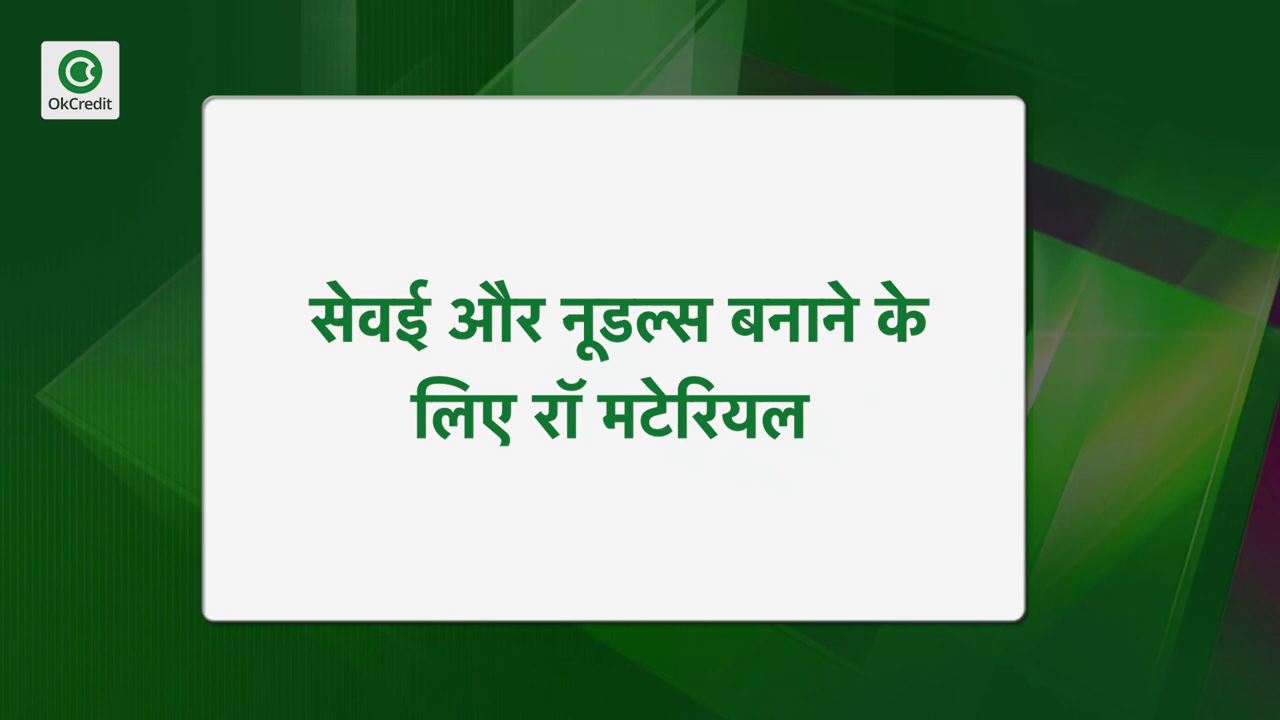 OkCredit
सेवई और नूडल्स बनाने के
लिए रॉ मटेरियल